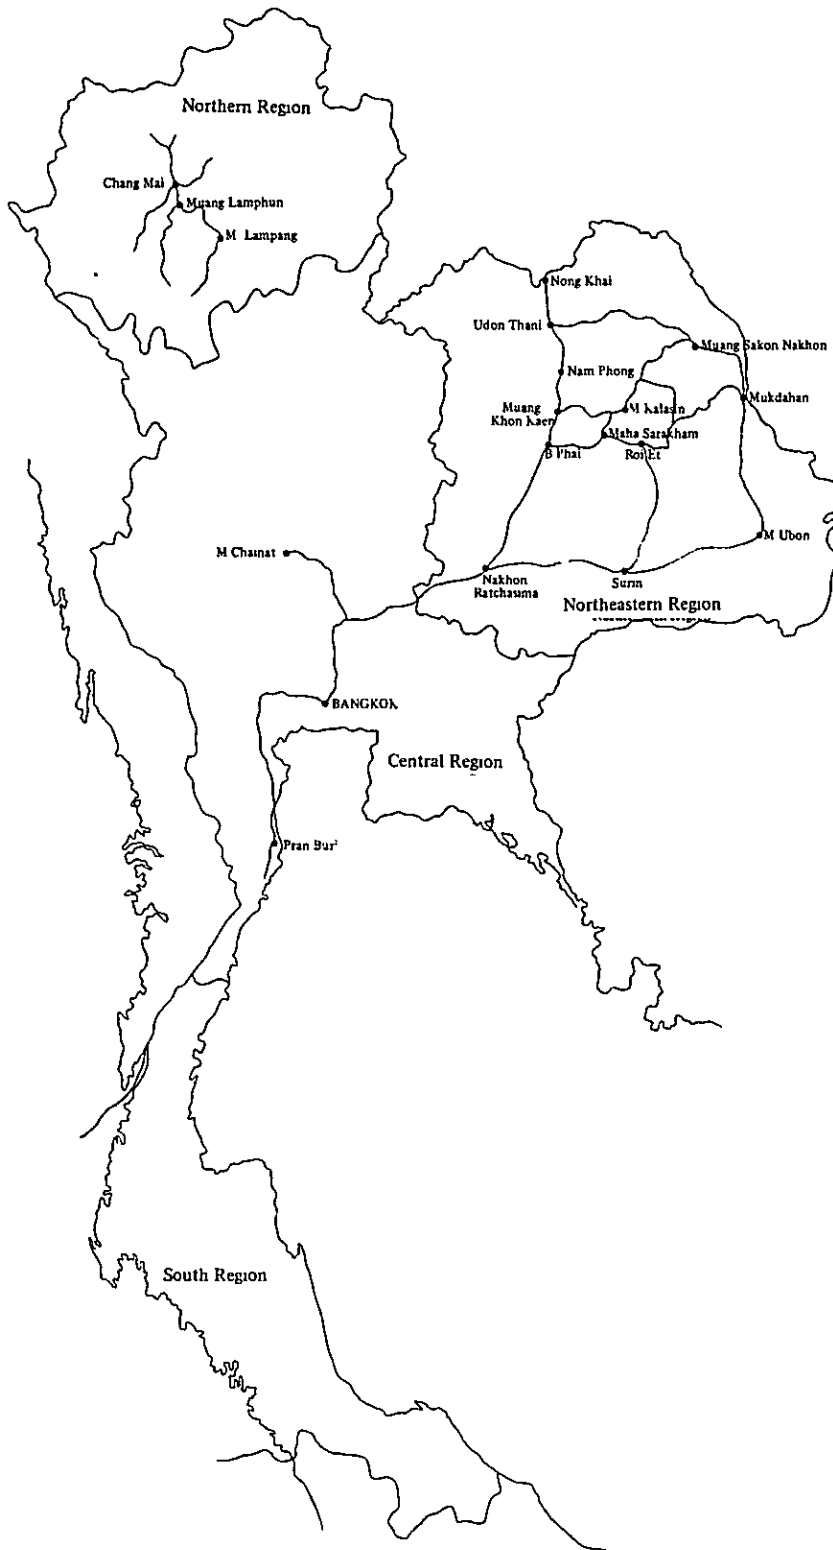 Northern Region
Chang Mai
Muang Lamphun
M Lampang
Nong Khai
Udon Thani
Muang Sakon Nakhon
Nam Phong
Mukdahan
Muang
Khon Kaen
M Kalasin
Maha Sarakham
B Phai
Roi Et
M Ubon
M Chainat
Nakhon
Ratchasima
Surin
Northeastern Region
BANGKOK
Central Region
Pran Buri
South Region